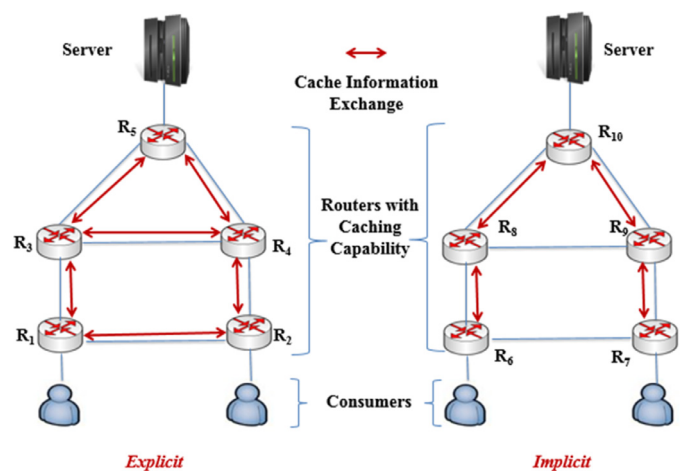 Server
Server
Cache Information
Exchange
R5
R10
Routers with
Caching
Capability
R3
R4
R8
R9
R1
R2
R6
R7
Consumers
Explicit
Implicit